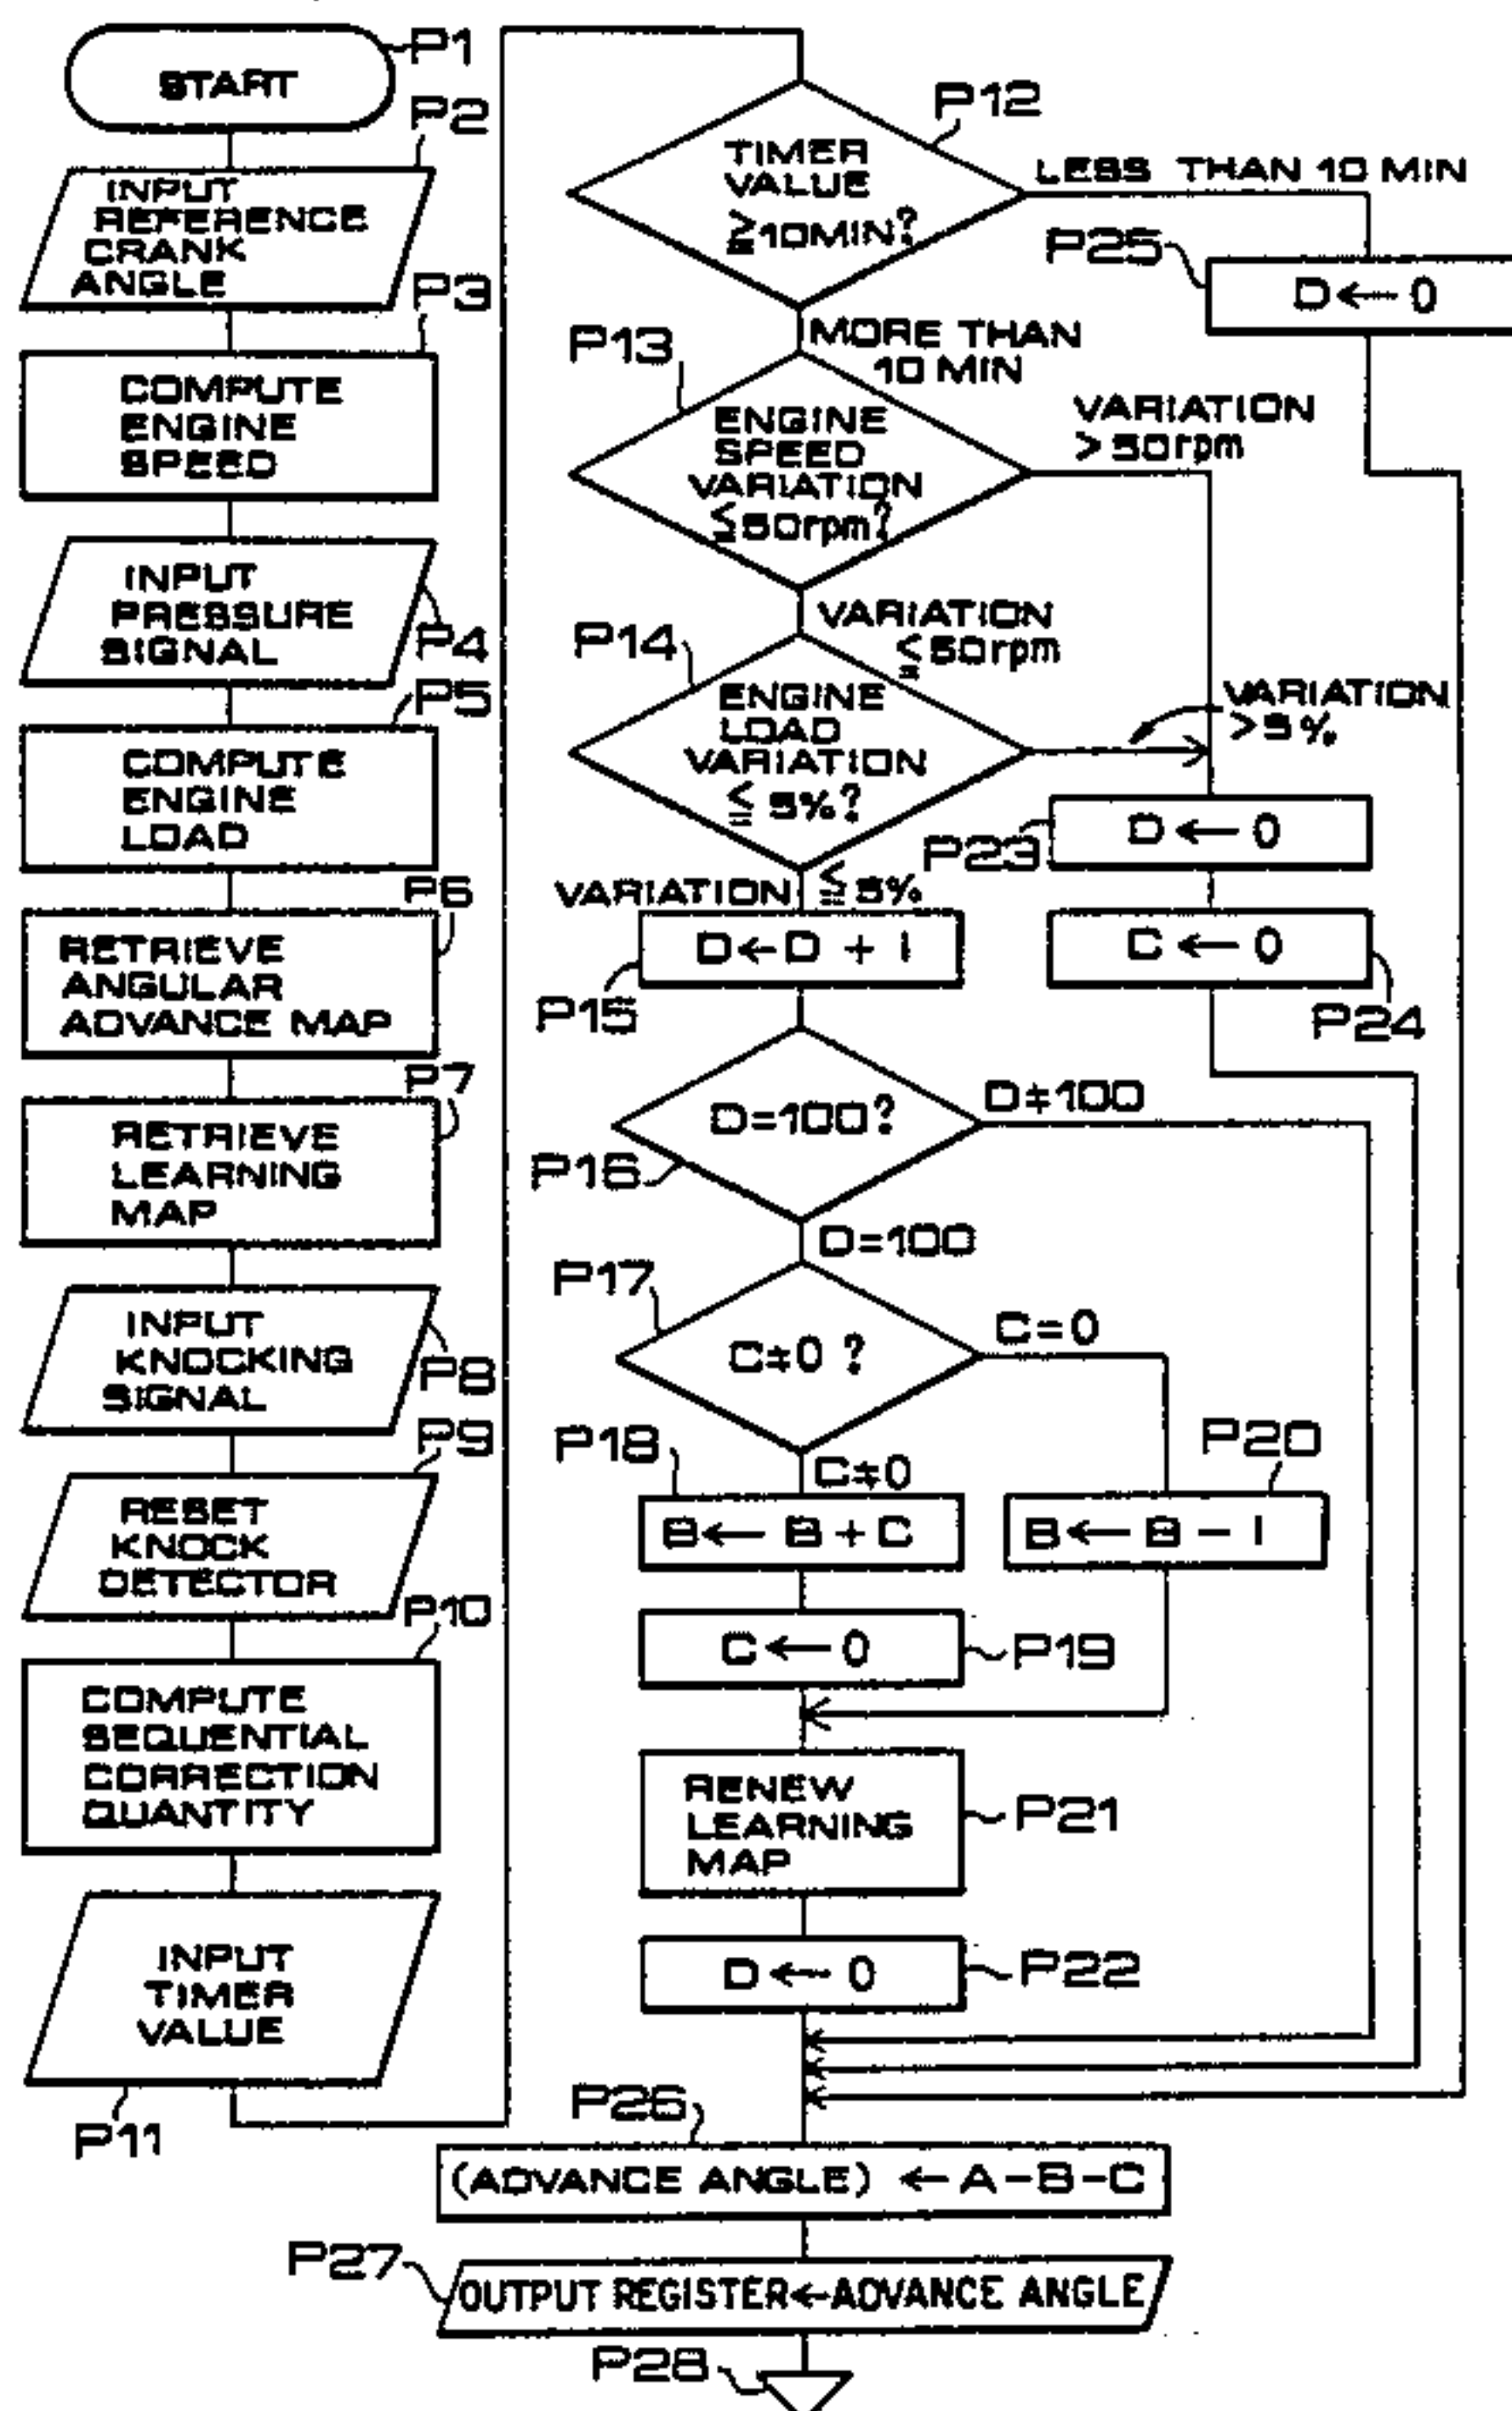 P1
START
P2
INPUT
REFERENCE
CRANK
ANGLE
P3
COMPUTE
ENGINE
SPEED
INPUT
PRESSURE
SIGNAL
P4
P5
COMPUTE
ENGINE
LOAD
P6
RETRIEVE
ANGULAR
ADVANCE MAP
P7
RETRIEVE
LEARNING
MAP
INPUT
KNOCKING
SIGNAL
P8
P9
RESET
KNOCK
DETECTOR
P10
COMPUTE
SEQUENTIAL
CORRECTION
QUANTITY
INPUT
TIMER
VALUE
P11
P12
TIMER
VALUE
≧10MIN?
LESS THAN 10 MIN
P25
D ← 0
MORE THAN
10 MIN
P13
ENGINE
SPEED
VARIATION
≦50rpm?
VARIATION
>50rpm
VARIATION
≦50rpm
P14
ENGINE
LOAD
VARIATION
≦5%?
VARIATION
>5%
P23
D ← 0
VARIATION ≦5%
D ← D + 1
P15
C ← 0
P24
D=100?
D≠100
P16
D=100
P17
C≠0 ?
C=0
P18
C≠0
P20
B ← B + C
B ← B - 1
C ← 0
P19
RENEW
LEARNING
MAP
P21
D ← 0
P22
P26
(ADVANCE ANGLE) ← A-B-C
P27
OUTPUT REGISTER←ADVANCE ANGLE
P28